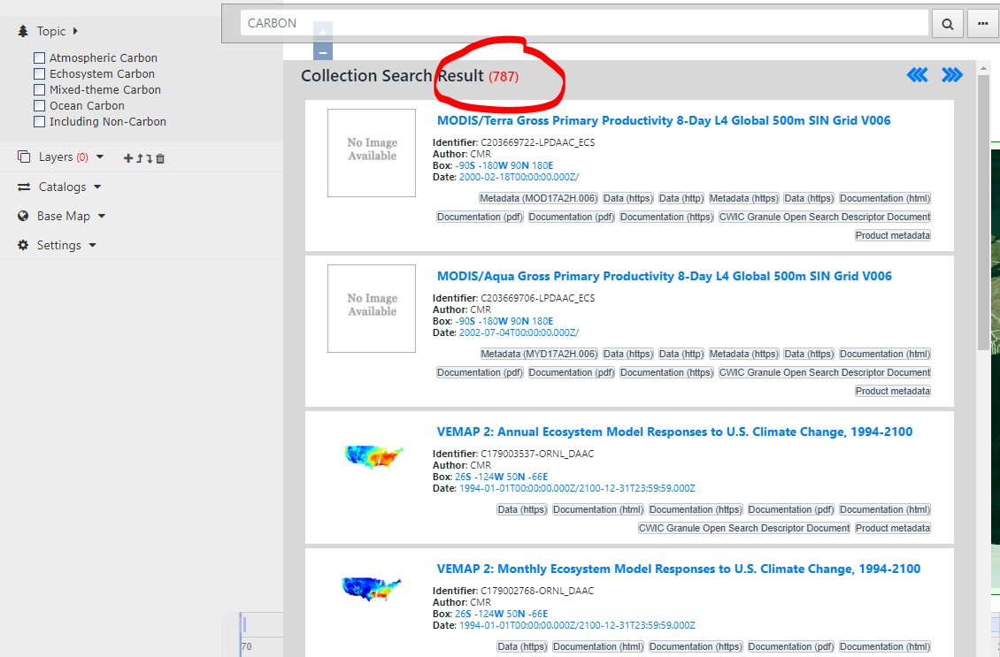 CARBON
Topic
Atmospheric Carbon
Echosystem Carbon
Mixed-theme Carbon
Ocean Carbon
Including Non-Carbon
Layers (0)
Catalogs
Base Map
Settings
Collection Search Result (787)
No Image
Available
MODIS/Terra Gross Primary Productivity 8-Day L4 Global 500m SIN Grid V006
Identifier: C203669722-LPDAAC_ECS
Author: CMR
Box: -90S -180W 90N 180E
Date: 2000-02-18T00:00:00.000Z/
Metadata (MOD17A2H.006) Data (https) Data (http) Metadata (https) Data (https) Documentation (html)
Documentation (pdf) Documentation (pdf) Documentation (https) CWIC Granule Open Search Descriptor Document
Product metadata
No Image
Available
MODIS/Aqua Gross Primary Productivity 8-Day L4 Global 500m SIN Grid V006
Identifier: C203669706-LPDAAC_ECS
Author: CMR
Box: -90S -180W 90N 180E
Date: 2002-07-04T00:00:00.000Z/
Metadata (MYD17A2H.006) Data (https) Data (http) Metadata (https) Data (https) Documentation (html)
Documentation (pdf) Documentation (pdf) Documentation (https) CWIC Granule Open Search Descriptor Document
Product metadata
VEMAP 2: Annual Ecosystem Model Responses to U.S. Climate Change, 1994-2100
Identifier: C179003537-ORNL_DAAC
Author: CMR
Box: 26S -124W 50N -66E
Date: 1994-01-01T00:00:00.000Z/2100-12-31T23:59:59.000Z
Data (https) Documentation (html) Documentation (https) Documentation (pdf) Documentation (html)
CWIC Granule Open Search Descriptor Document Product metadata
VEMAP 2: Monthly Ecosystem Model Responses to U.S. Climate Change, 1994-2100
Identifier: C179002768-ORNL_DAAC
Author: CMR
Box: 26S -124W 50N -66E
Date: 1994-01-01T00:00:00.000Z/2100-12-31T23:59:59.000Z
Data (https) Documentation (html) Documentation (https) Documentation (pdf) Documentation (html)
70